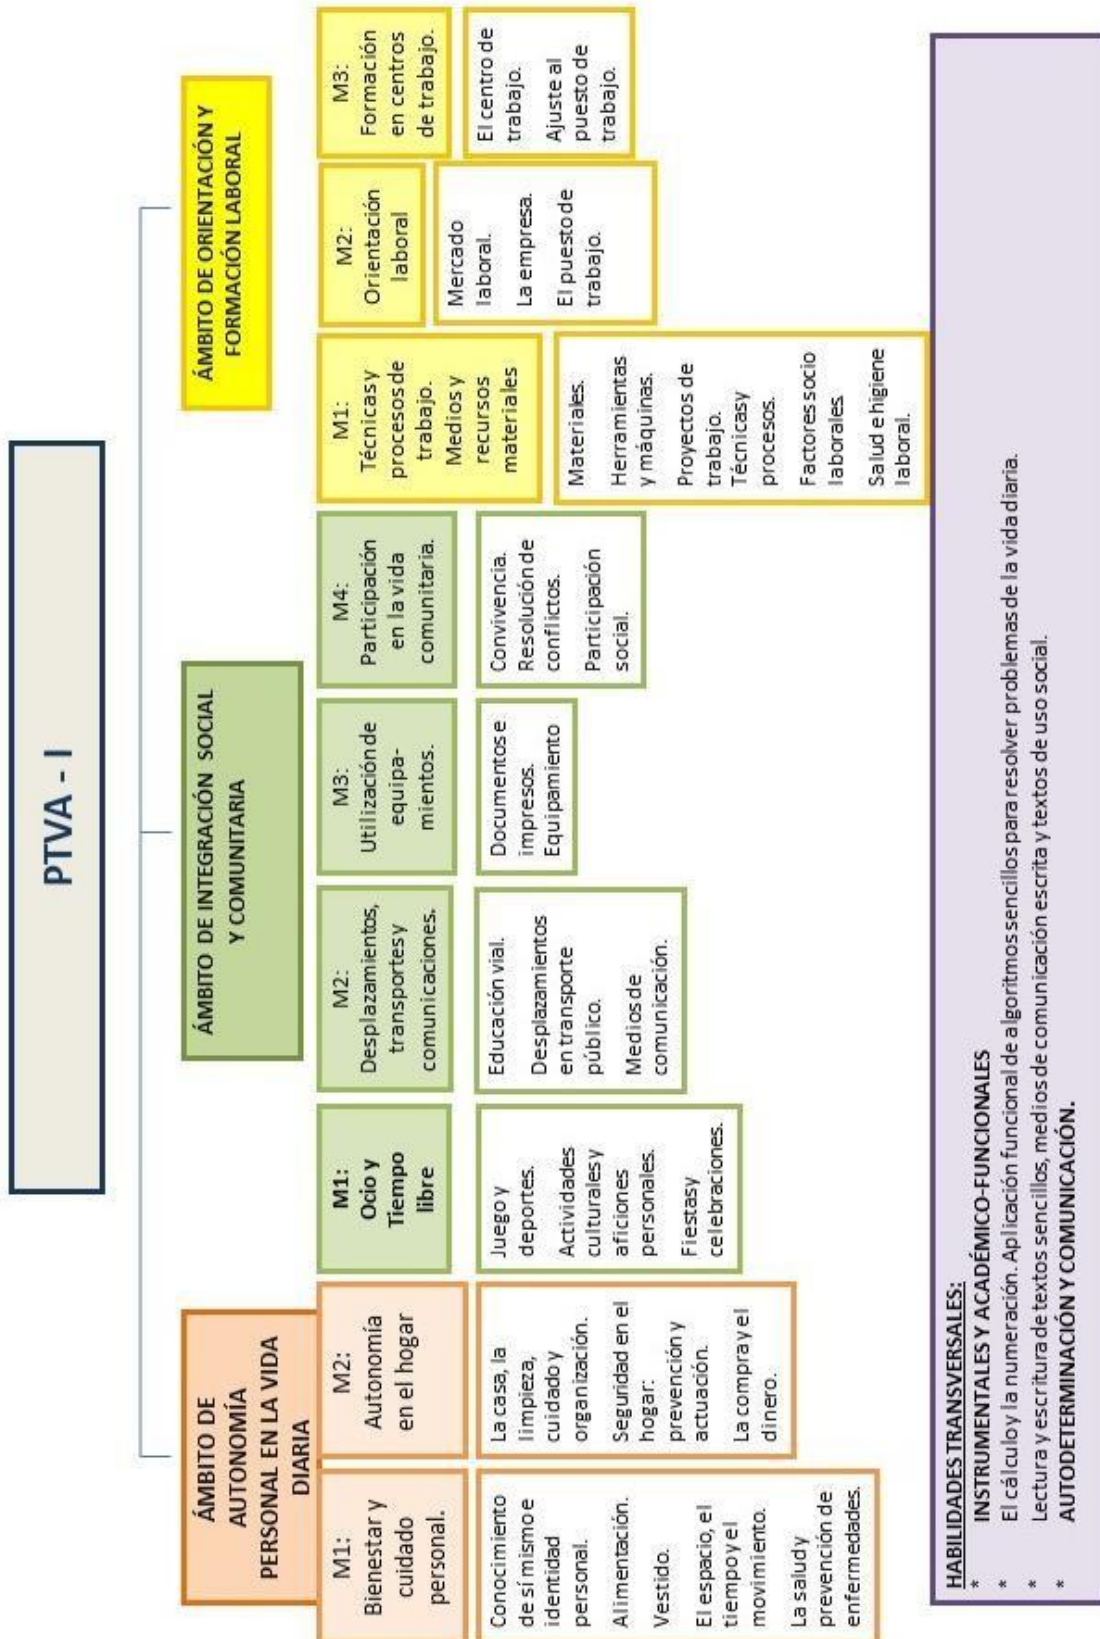 PTVA - I
ÁMBITO DE
AUTONOMÍA
PERSONAL EN LA VIDA
DIARIA
M1:
Bienestar y
cuidado
personal.
Conocimiento
de sí mismo e
identidad
personal.
Alimentación.
Vestido.
El espacio, el
tiempo y el
movimiento.
La salud y
prevención de
enfermedades.
M2:
Autonomía
en el hogar
La casa, la
limpieza,
cuidado y
organización.
Seguridad en el
hogar:
prevención y
actuación.
La compra y el
dinero.
ÁMBITO DE INTEGRACIÓN SOCIAL
Y COMUNITARIA
M1:
Ocio y
Tiempo
libre
Juego y
deportes.
Actividades
culturales y
aficiones
personales.
Fiestas y
celebraciones.
M2:
Desplazamientos,
transportes y
comunicaciones.
Educación vial.
Desplazamientos
en transporte
público.
Medios de
comunicación.
M3:
Utilización de
equipa-
mientos.
Documentos e
impresos.
Equipamiento
M4:
Participación
en la vida
comunitaria.
Convivencia.
Resolución de
conflictos.
Participación
social.
ÁMBITO DE ORIENTACIÓN Y
FORMACIÓN LABORAL
M1:
Técnicas y
procesos de
trabajo.
Medios y
recursos
materiales
Materiales.
Herramientas
y máquinas.
Proyectos de
trabajo.
Técnicas y
procesos.
Factores socio
laborales.
Salud e higiene
laboral.
M2:
Orientación
laboral
Mercado
laboral.
La empresa.
El puesto de
trabajo.
M3:
Formación
en centros
de trabajo.
El centro de
trabajo.
Ajuste al
puesto de
trabajo.
HABILIDADES TRANSVERSALES:
* INSTRUMENTALES Y ACADÉMICO-FUNCIONALES
* El cálculo y la numeración. Aplicación funcional de algoritmos sencillos para resolver problemas de la vida diaria.
* Lectura y escritura de textos sencillos, medios de comunicación escrita y textos de uso social.
* AUTODETERMINACIÓN Y COMUNICACIÓN.